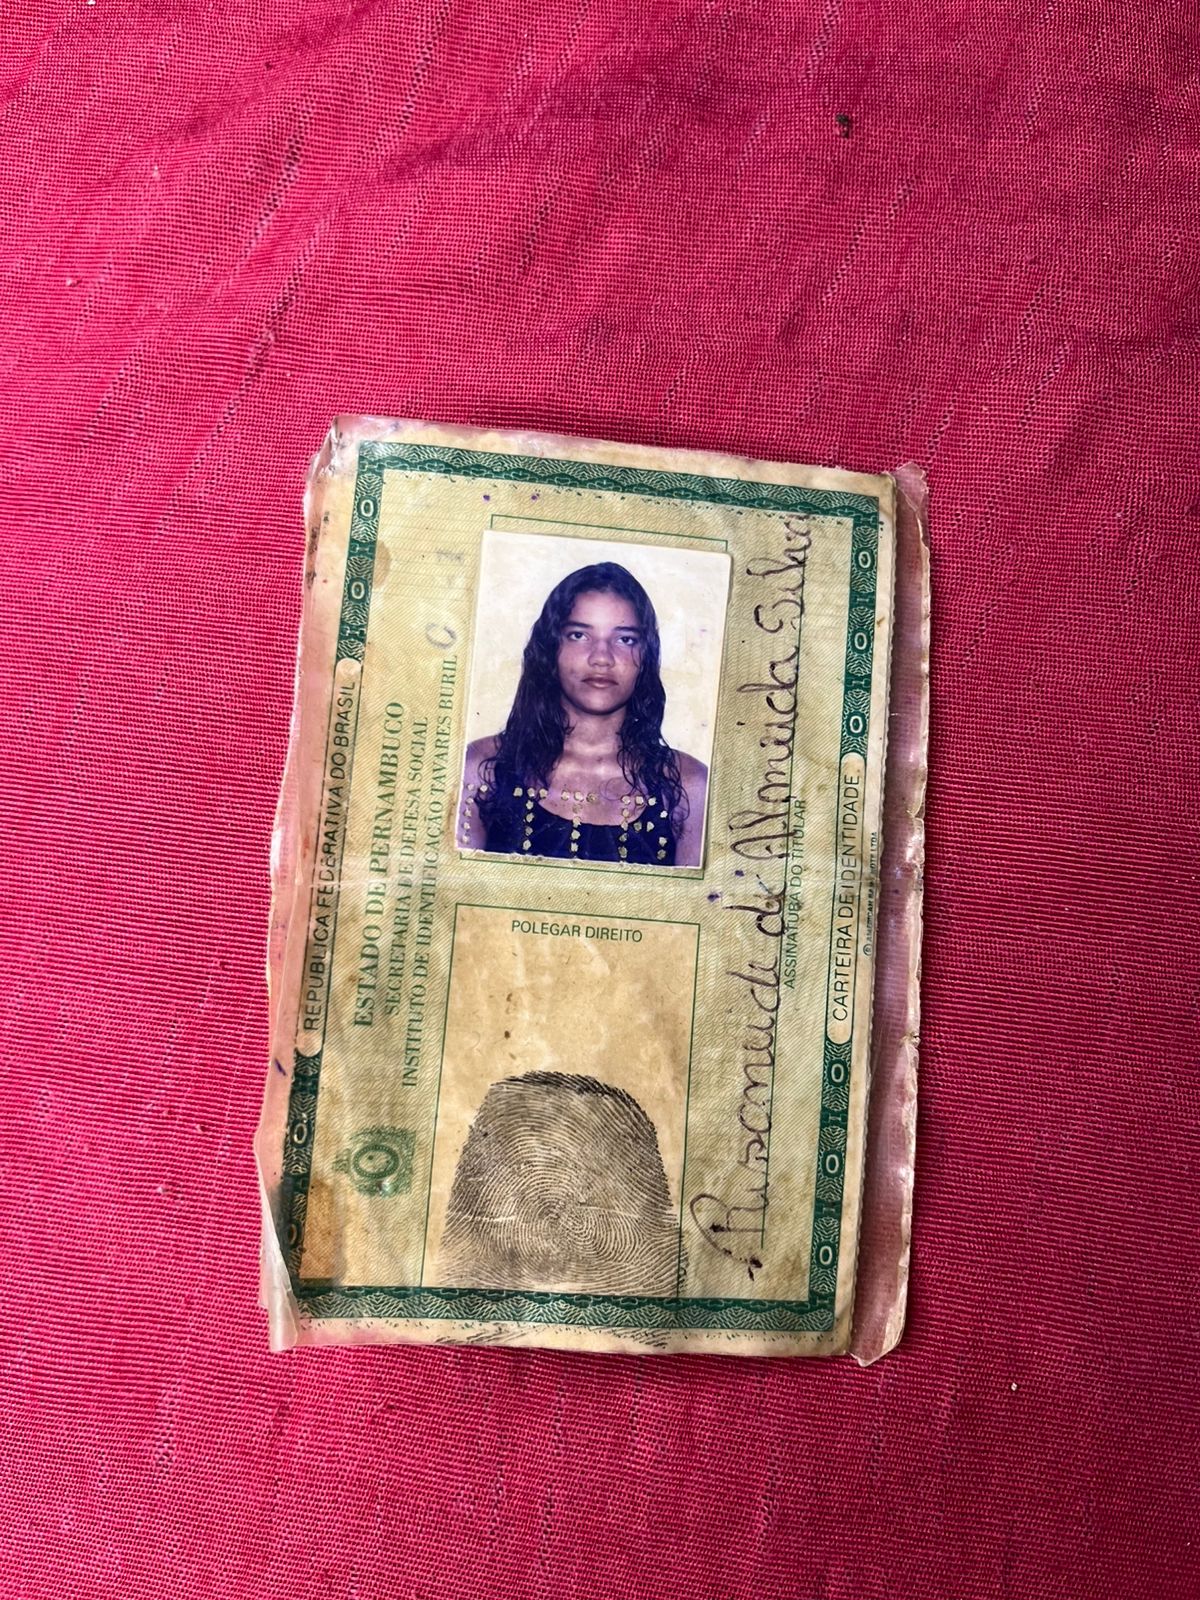 REPÚBLICA FEDERATIVA DO BRASIL
ESTADO DE PERNAMBUCO
SECRETARIA DE DEFESA SOCIAL
INSTITUTO DE IDENTIFICAÇÃO TAVARES BURIL
C - 1
POLEGAR DIREITO
de Almeida Silva
ASSINATURA DO TITULAR
CARTEIRA DE IDENTIDADE